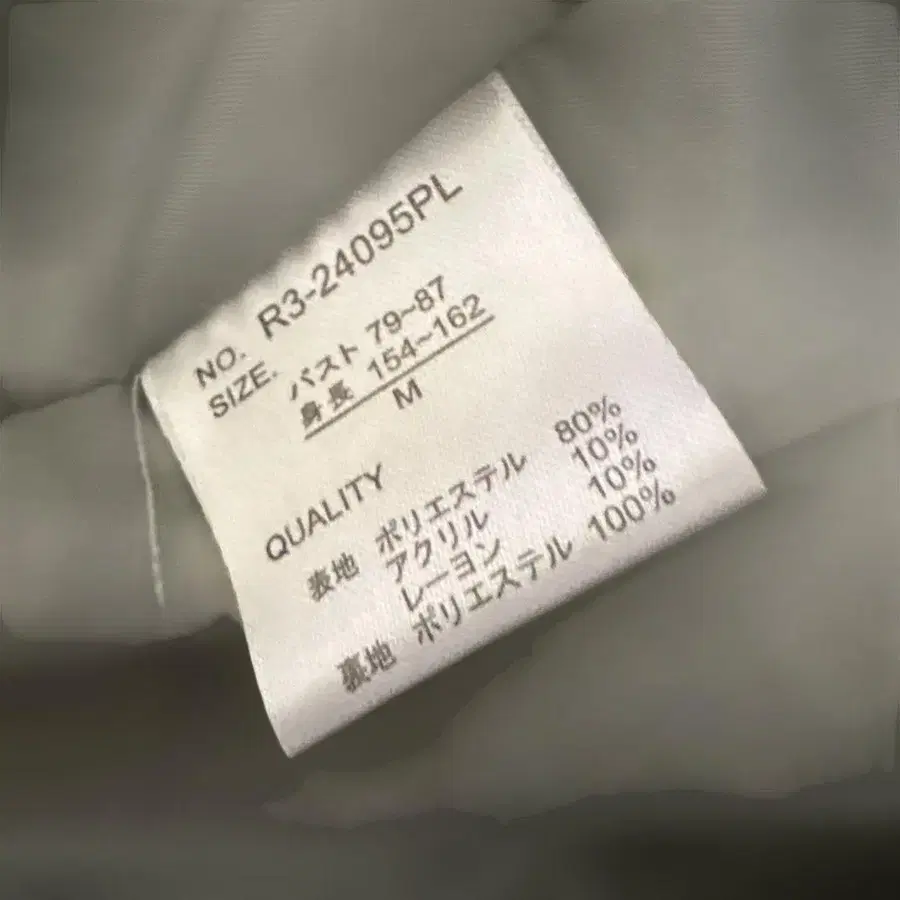 NO. R3-24095PL
SIZE. バスト 79~87
身長 154~162
M
QUALITY
表地 ポリエステル 80%
アクリル 10%
レーヨン 10%
裏地 ポリエステル 100%